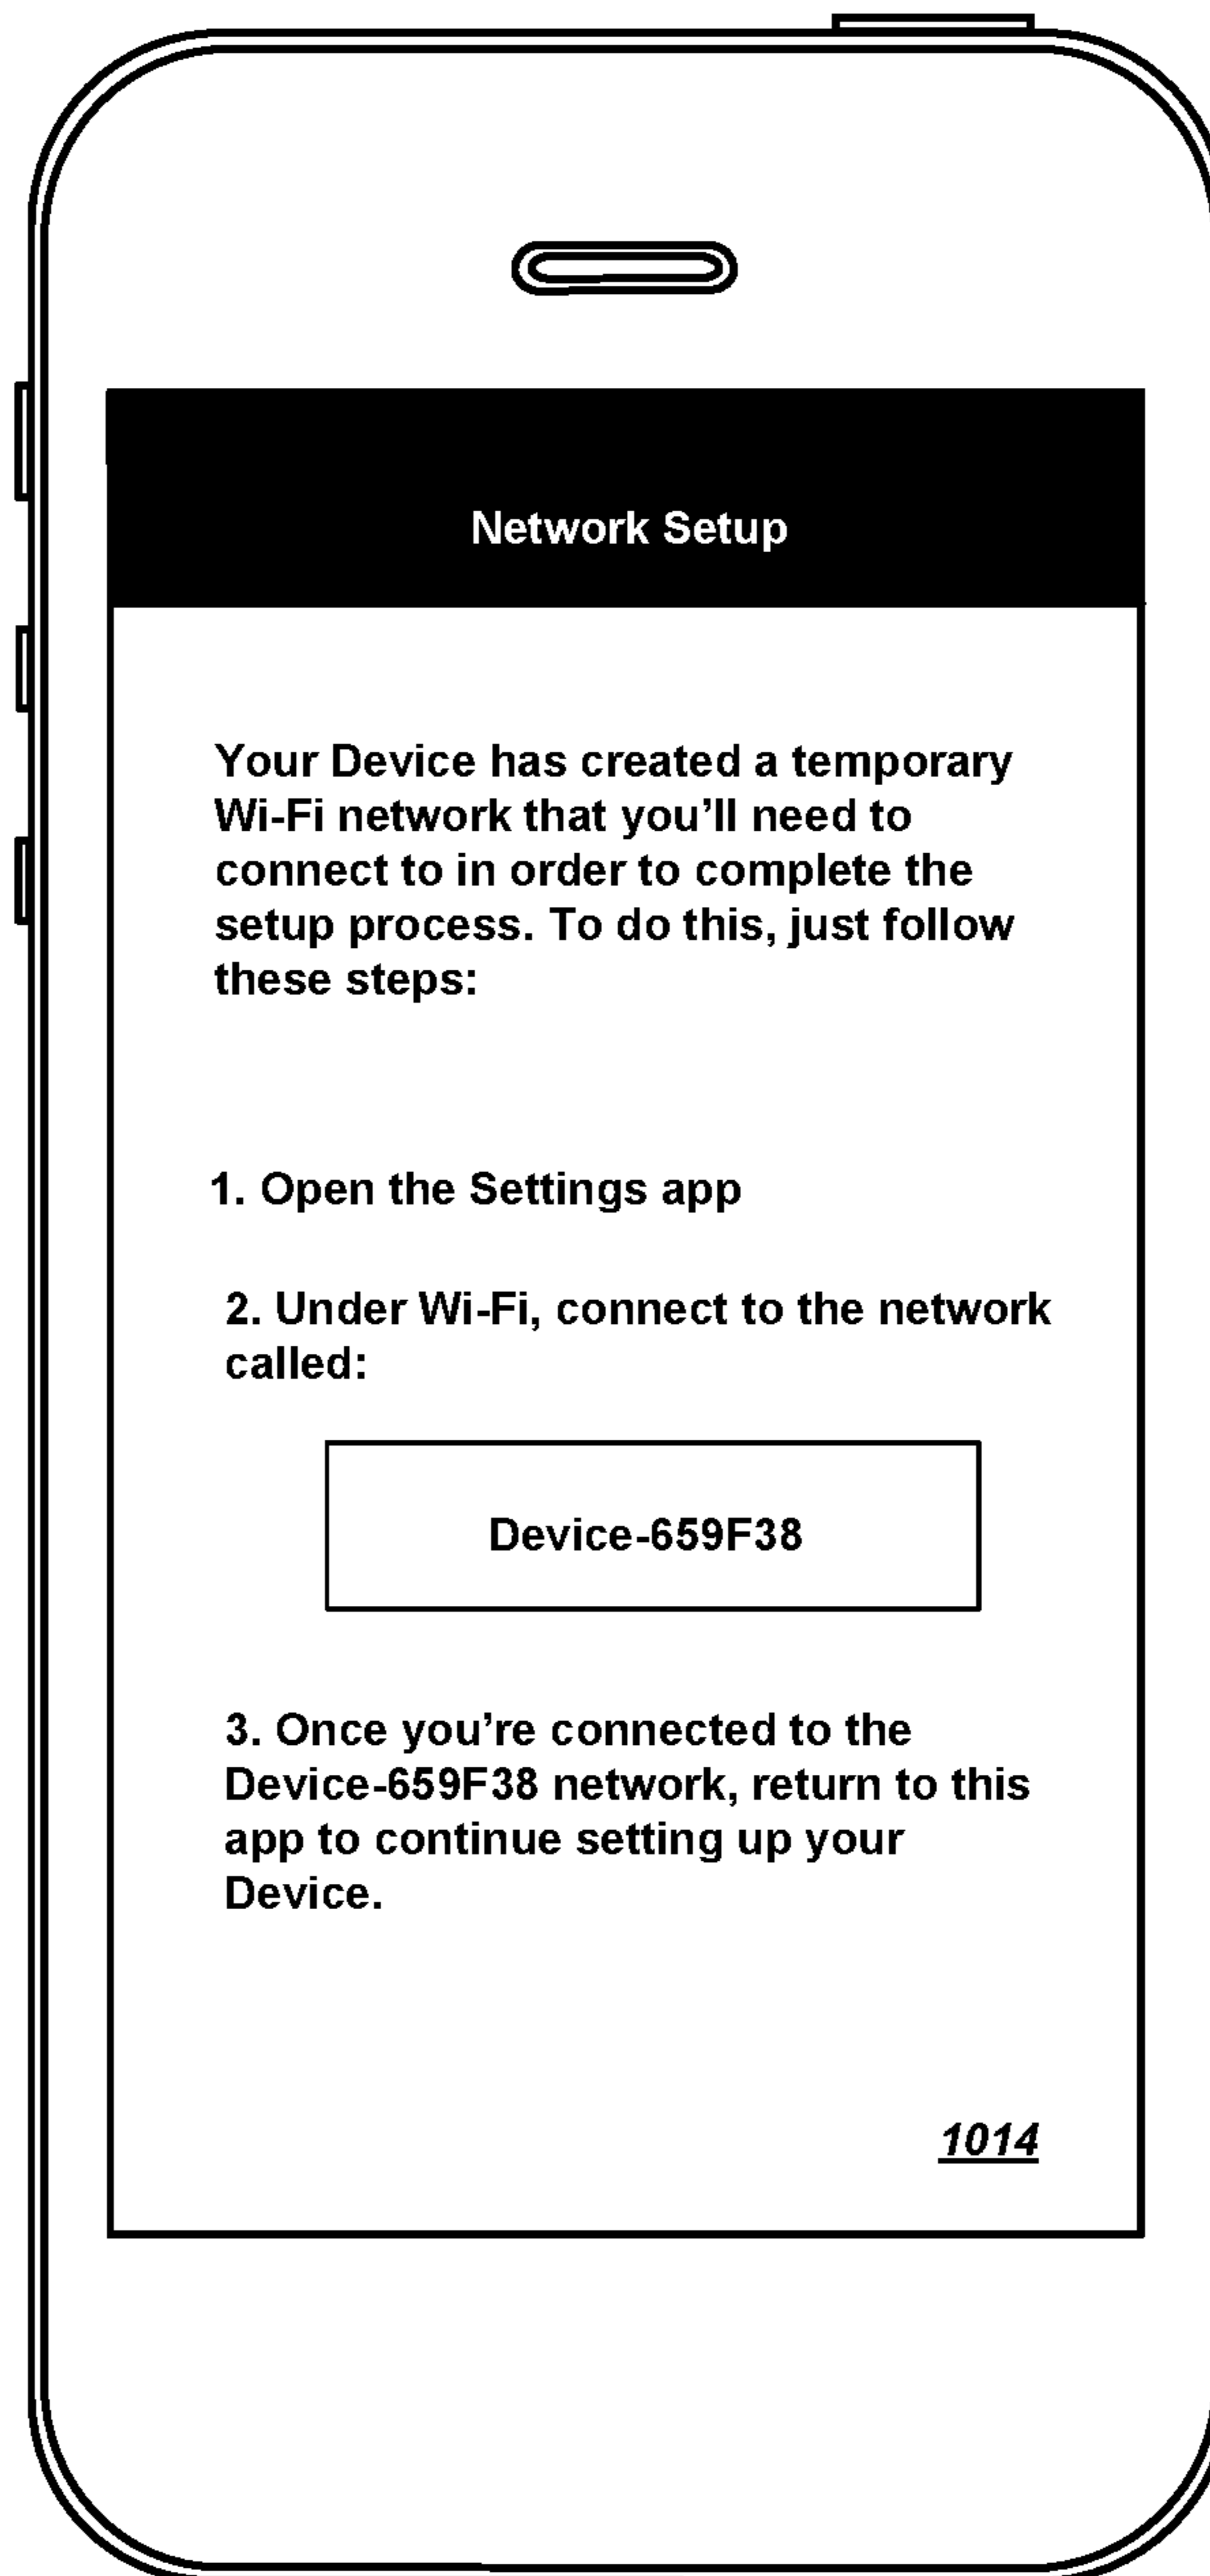 Network Setup
Your Device has created a temporary
Wi-Fi network that you’ll need to
connect to in order to complete the
setup process. To do this, just follow
these steps:
1. Open the Settings app
2. Under Wi-Fi, connect to the network
called:
Device-659F38
3. Once you’re connected to the
Device-659F38 network, return to this
app to continue setting up your
Device.
1014